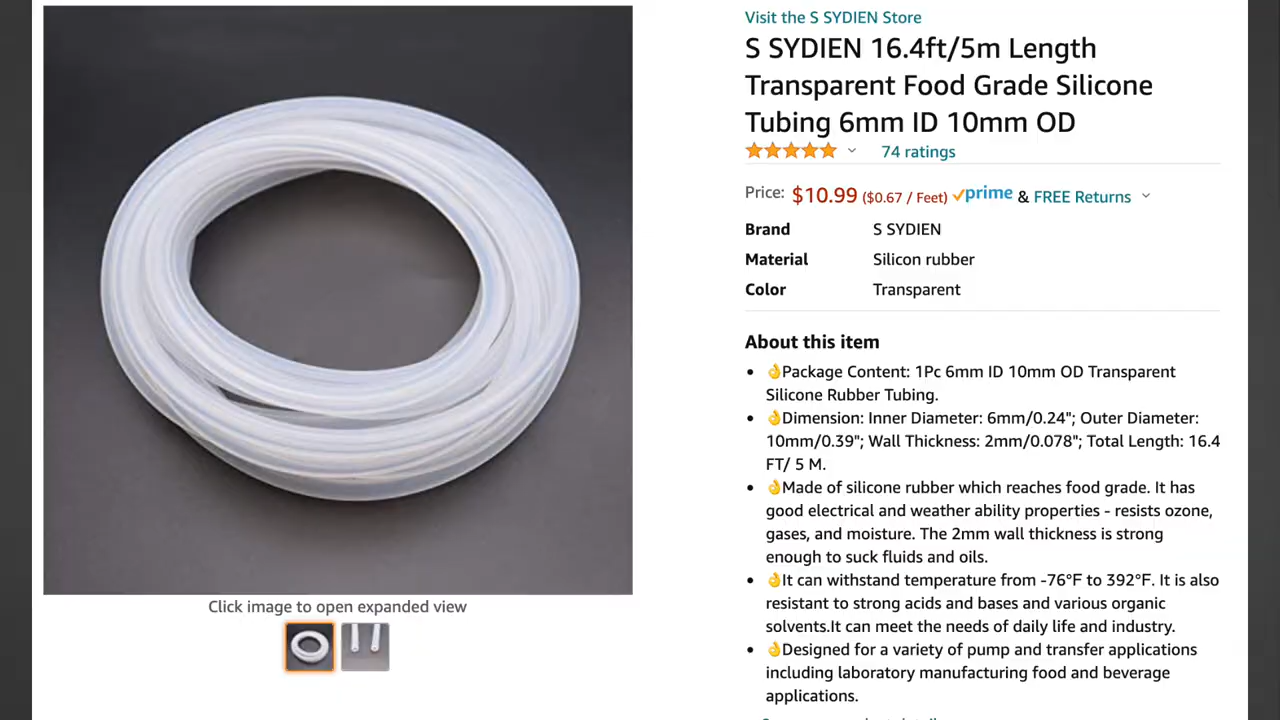 Visit the S SYDIEN Store
S SYDIEN 16.4ft/5m Length
Transparent Food Grade Silicone
Tubing 6mm ID 10mm OD
74 ratings
Price: $10.99 ($0.67 / Feet) prime & FREE Returns
Brand S SYDIEN
Material Silicon rubber
Color Transparent
About this item
• 👌Package Content: 1Pc 6mm ID 10mm OD Transparent
Silicone Rubber Tubing.
• 👌Dimension: Inner Diameter: 6mm/0.24"; Outer Diameter:
10mm/0.39"; Wall Thickness: 2mm/0.078"; Total Length: 16.4
FT/ 5 M.
• 👌Made of silicone rubber which reaches food grade. It has
good electrical and weather ability properties - resists ozone,
gases, and moisture. The 2mm wall thickness is strong
enough to suck fluids and oils.
• 👌It can withstand temperature from -76°F to 392°F. It is also
resistant to strong acids and bases and various organic
solvents.It can meet the needs of daily life and industry.
• 👌Designed for a variety of pump and transfer applications
including laboratory manufacturing food and beverage
applications.
Click image to open expanded view